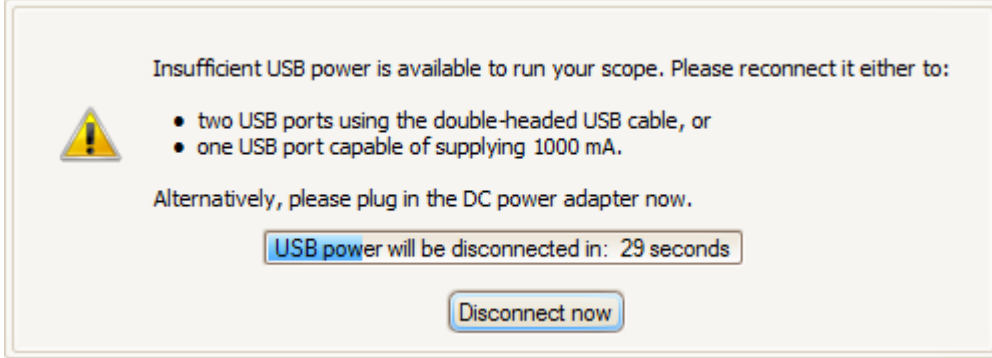 Insufficient USB power is available to run your scope. Please reconnect it either to:
• two USB ports using the double-headed USB cable, or
• one USB port capable of supplying 1000 mA.
Alternatively, please plug in the DC power adapter now.
USB power will be disconnected in: 29 seconds
Disconnect now